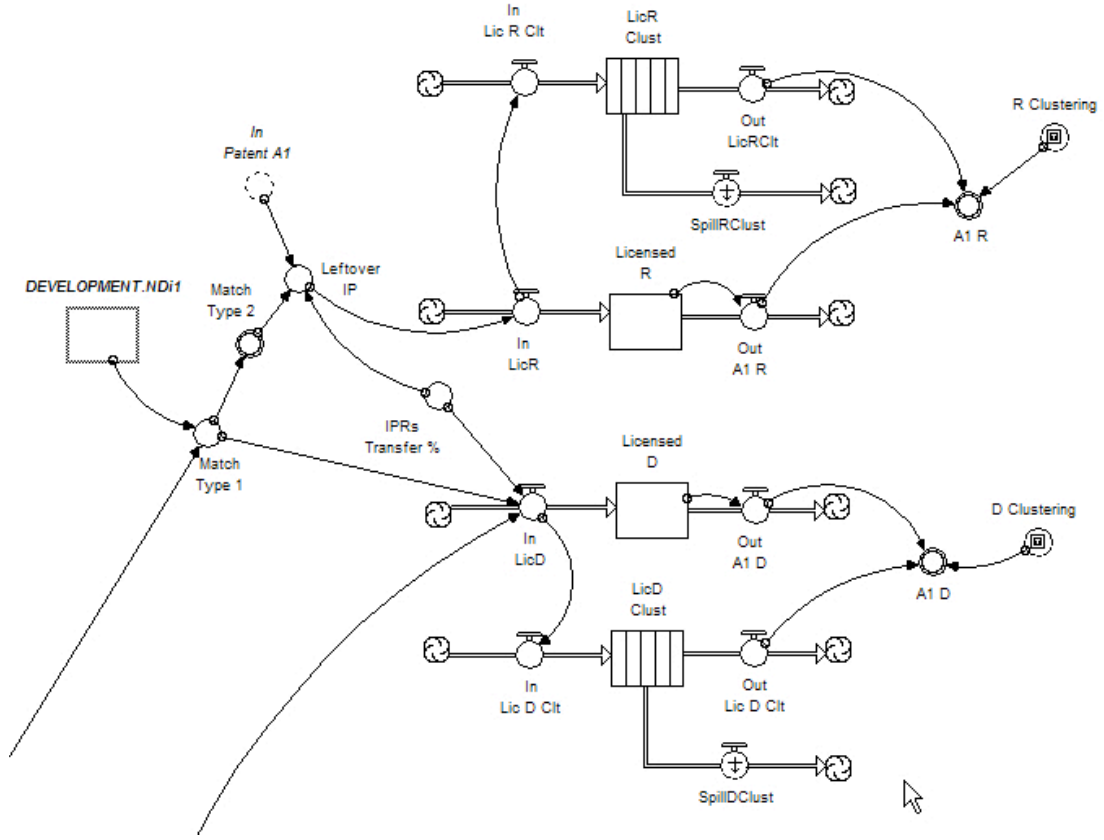 In
Lic R Clt
LicR
Clust
R Clustering
Out
LicRClt
In
Patent A1
SpillRClust
A1 R
Leftover
IP
Licensed
R
DEVELOPMENT.NDi1
Match
Type 2
In
LicR
Out
A1 R
IPRs
Transfer %
Licensed
D
Match
Type 1
D Clustering
In
LicD
Out
A1 D
A1 D
LicD
Clust
In
Lic D Clt
Out
Lic D Clt
SpillDClust